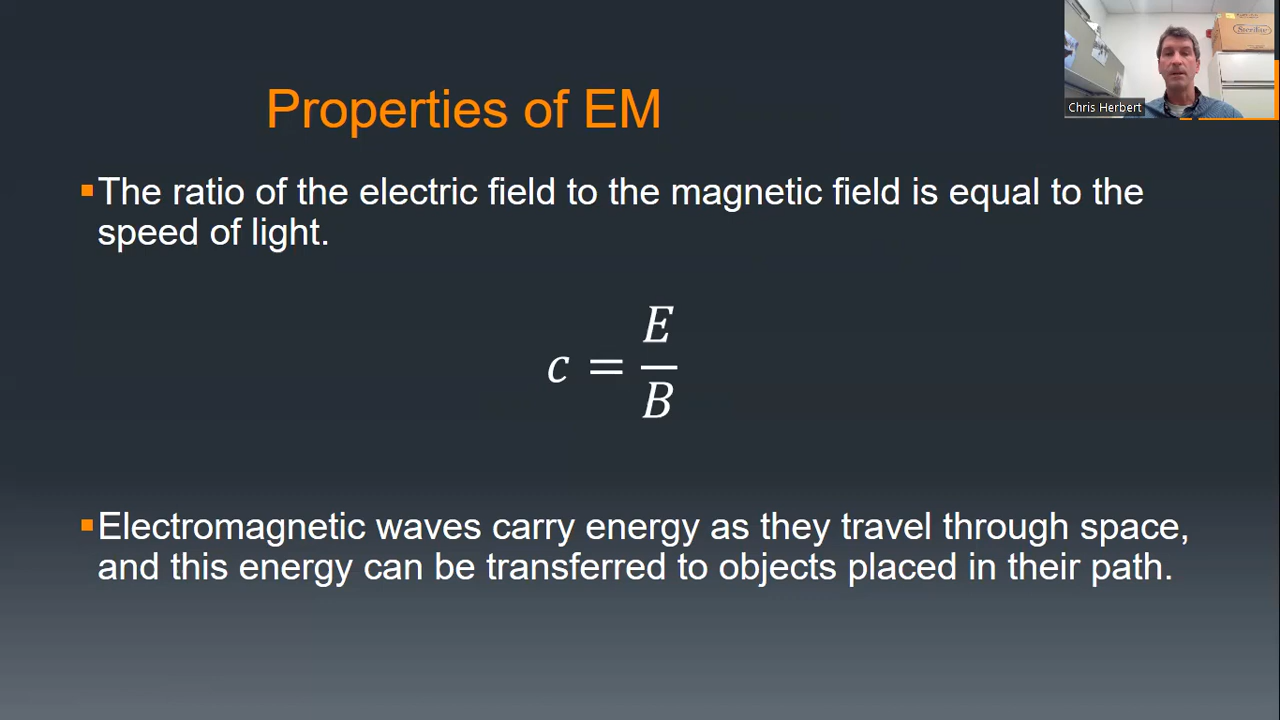 Properties of EM
Sterilite
Chris Herbert
▪The ratio of the electric field to the magnetic field is equal to the
speed of light.
c = E/B
▪Electromagnetic waves carry energy as they travel through space,
and this energy can be transferred to objects placed in their path.